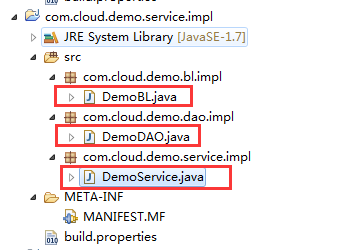 build.properties
com.cloud.demo.service.impl
JRE System Library [JavaSE-1.7]
src
com.cloud.demo.bl.impl
DemoBL.java
com.cloud.demo.dao.impl
DemoDAO.java
com.cloud.demo.service.impl
DemoService.java
META-INF
MANIFEST.MF
build.properties